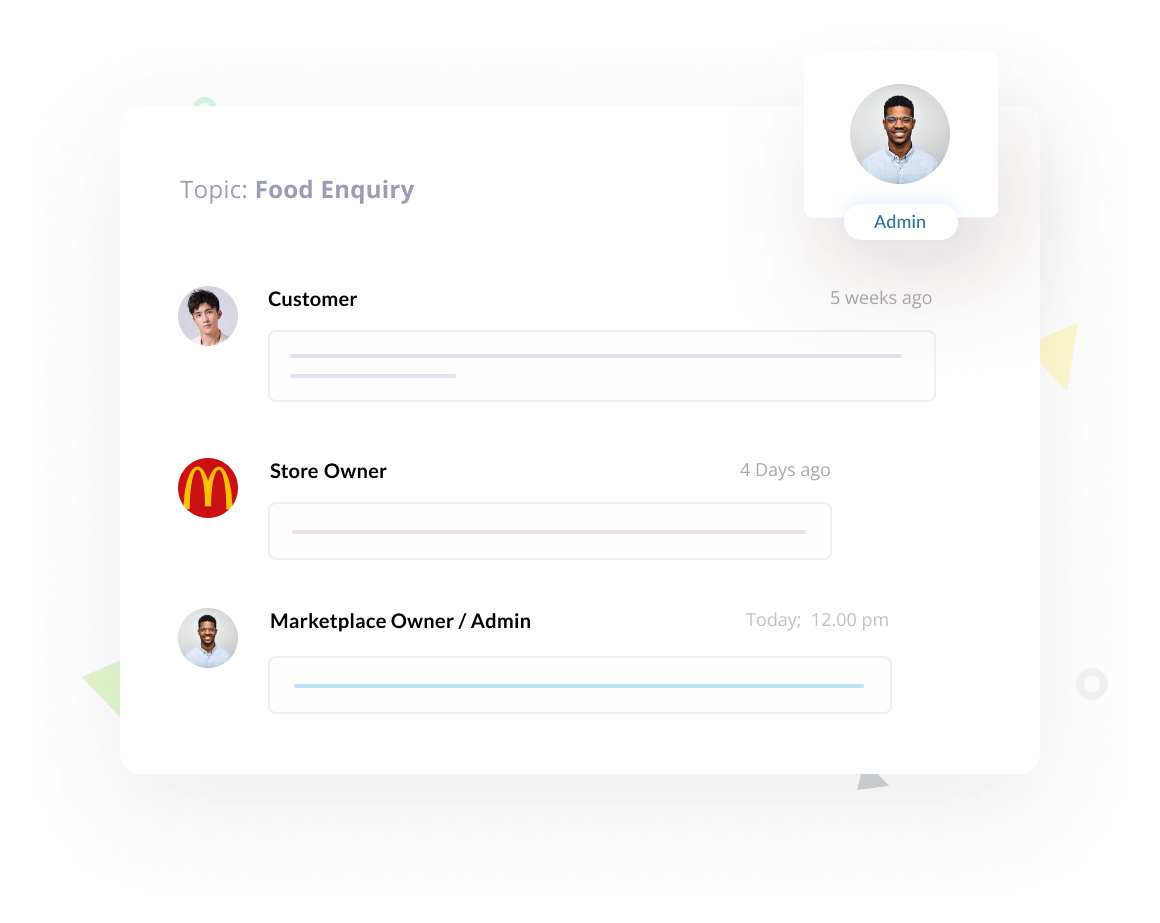 Topic: Food Enquiry
Admin
Customer
5 weeks ago
Store Owner
4 Days ago
Marketplace Owner / Admin
Today;  12.00 pm